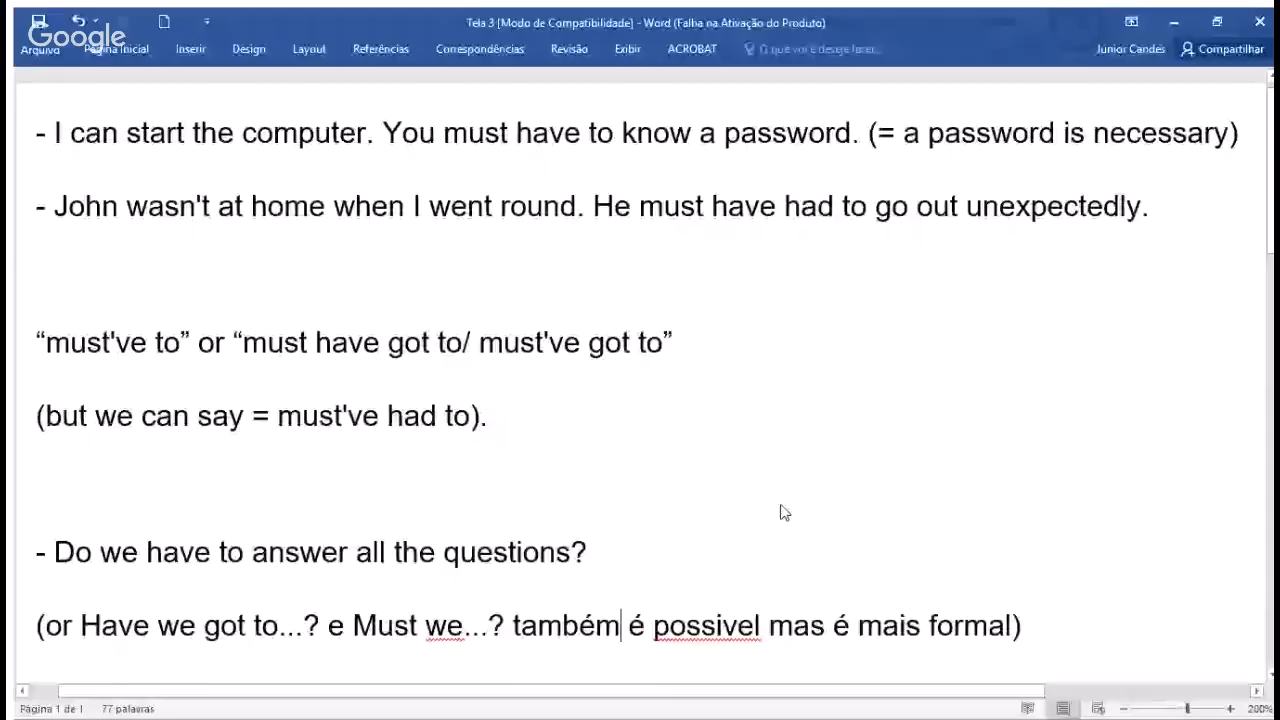 Tela 3 [Modo de Compatibilidade] - Word (Falha na Ativação do Produto)
Google
Arquivo Página Inicial Inserir Design Layout Referências Correspondências Revisão Exibir ACROBAT O que você deseja fazer... Junior Candes Compartilhar
- I can start the computer. You must have to know a password. (= a password is necessary)
- John wasn't at home when I went round. He must have had to go out unexpectedly.
“must've to” or “must have got to/ must've got to”
(but we can say = must've had to).
- Do we have to answer all the questions?
(or Have we got to...? e Must we...? também é possivel mas é mais formal)
Página 1 de 1 77 palavras 200%